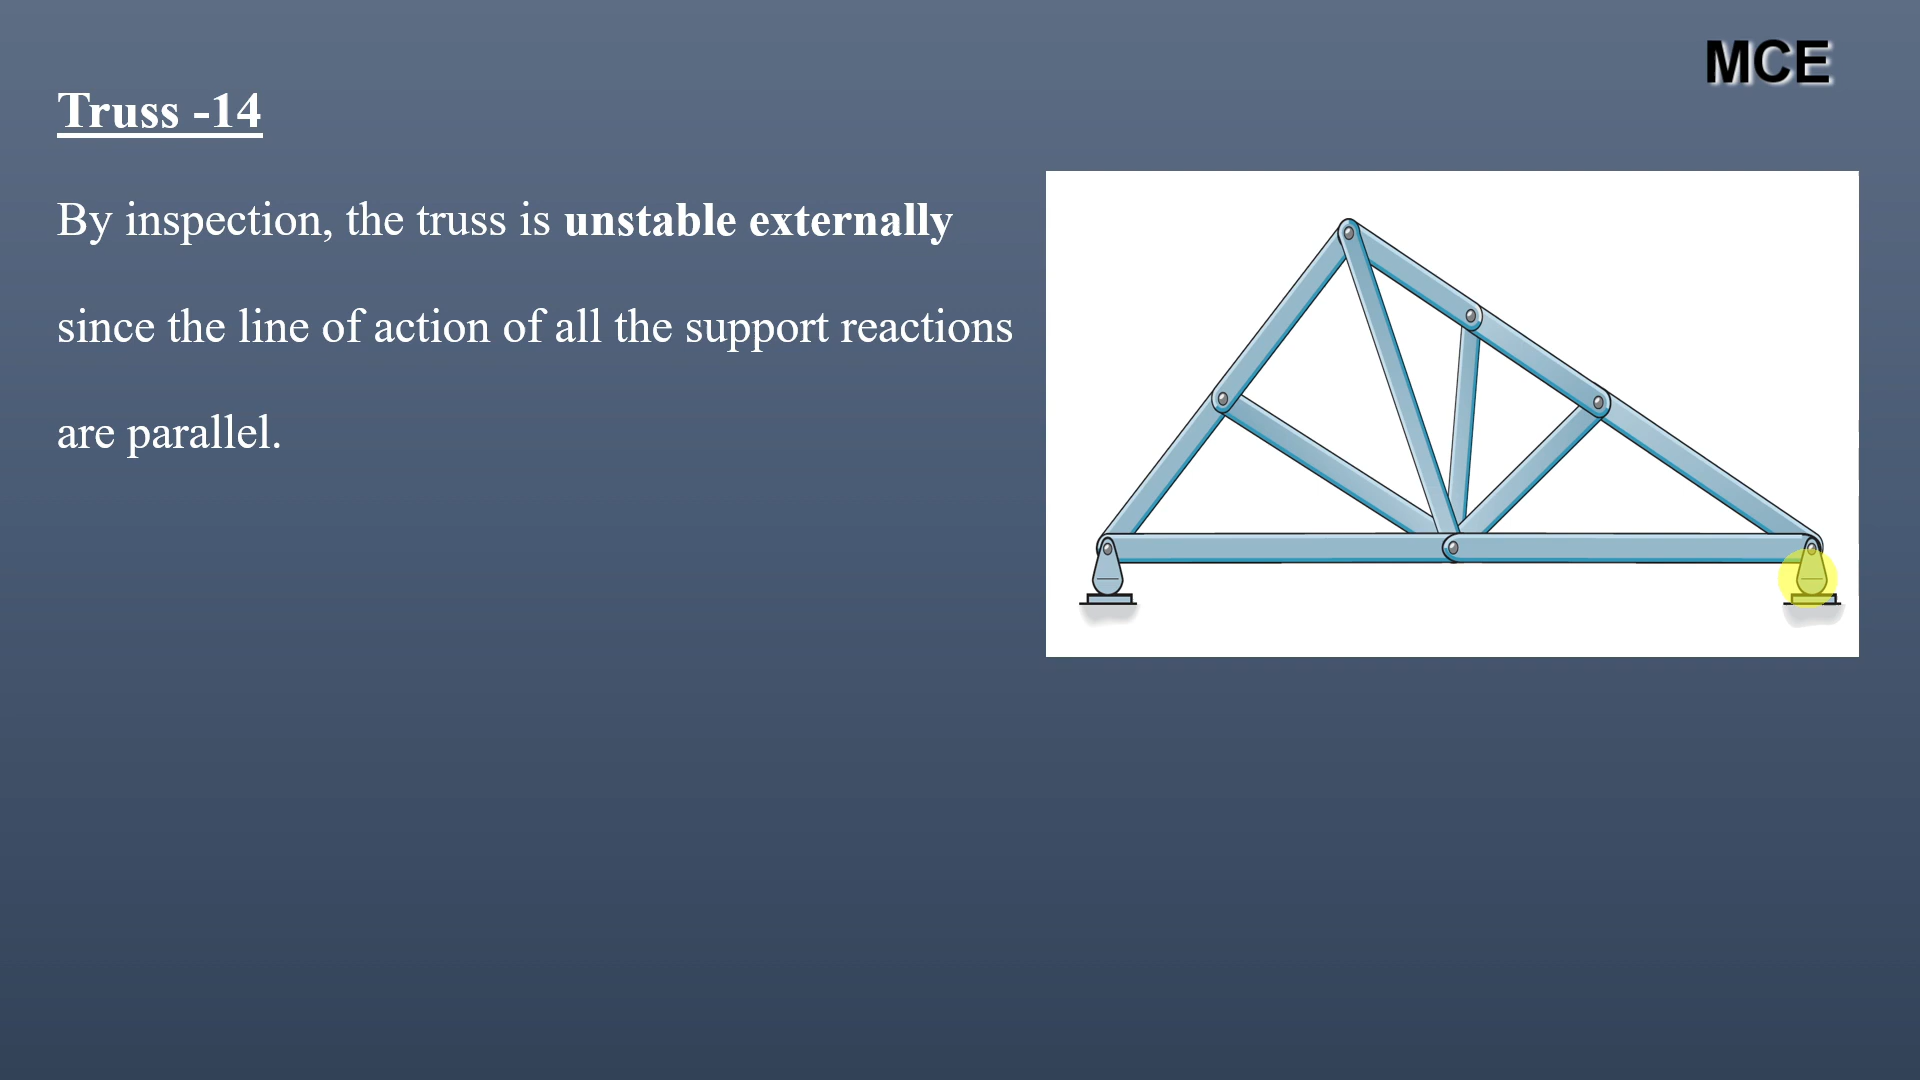 MCE
Truss -14
By inspection, the truss is unstable externally
since the line of action of all the support reactions
are parallel.